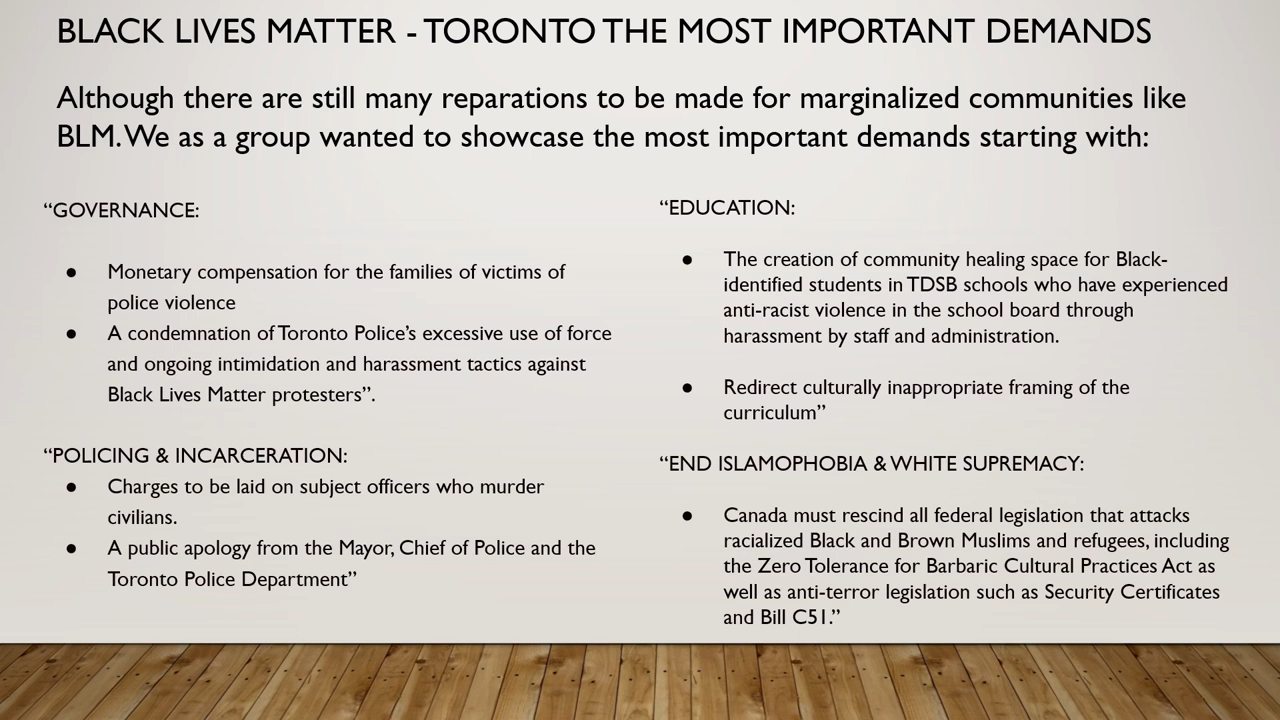 BLACK LIVES MATTER - TORONTO THE MOST IMPORTANT DEMANDS
Although there are still many reparations to be made for marginalized communities like
BLM. We as a group wanted to showcase the most important demands starting with:
“GOVERNANCE:
● Monetary compensation for the families of victims of
police violence
● A condemnation of Toronto Police’s excessive use of force
and ongoing intimidation and harassment tactics against
Black Lives Matter protesters”.
“POLICING & INCARCERATION:
● Charges to be laid on subject officers who murder
civilians.
● A public apology from the Mayor, Chief of Police and the
Toronto Police Department”
“EDUCATION:
● The creation of community healing space for Black-
identified students in TDSB schools who have experienced
anti-racist violence in the school board through
harassment by staff and administration.
● Redirect culturally inappropriate framing of the
curriculum”
“END ISLAMOPHOBIA & WHITE SUPREMACY:
● Canada must rescind all federal legislation that attacks
racialized Black and Brown Muslims and refugees, including
the Zero Tolerance for Barbaric Cultural Practices Act as
well as anti-terror legislation such as Security Certificates
and Bill C51.”